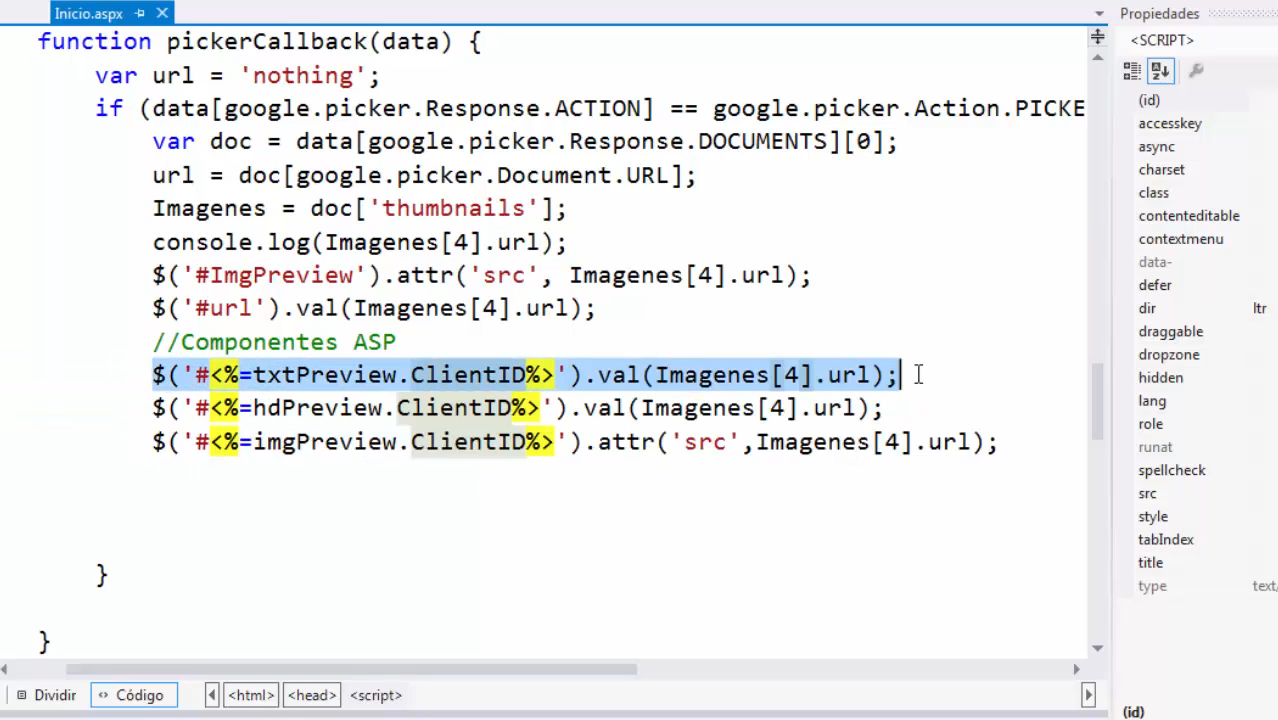 Inicio.aspx
function pickerCallback(data) {
var url = 'nothing';
if (data[google.picker.Response.ACTION] == google.picker.Action.PICKE
var doc = data[google.picker.Response.DOCUMENTS][0];
url = doc[google.picker.Document.URL];
Imagenes = doc['thumbnails'];
console.log(Imagenes[4].url);
$('#ImgPreview').attr('src', Imagenes[4].url);
$('#url').val(Imagenes[4].url);
//Componentes ASP
$('#<%=txtPreview.ClientID%>').val(Imagenes[4].url);
$('#<%=hdPreview.ClientID%>').val(Imagenes[4].url);
$('#<%=imgPreview.ClientID%>').attr('src',Imagenes[4].url);
}
}
Dividir Código <html> <head> <script>
Propiedades
<SCRIPT>
(id)
accesskey
async
charset
class
contenteditable
contextmenu
data-
defer
dir ltr
draggable
dropzone
hidden
lang
role
runat
spellcheck
src
style
tabIndex
title
type text/
(id)